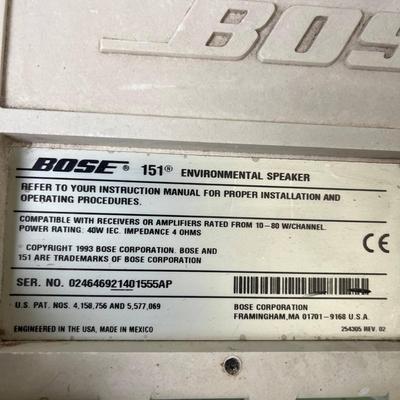 BOSE
BOSE® 151® ENVIRONMENTAL SPEAKER
REFER TO YOUR INSTRUCTION MANUAL FOR PROPER INSTALLATION AND
OPERATING PROCEDURES.
COMPATIBLE WITH RECEIVERS OR AMPLIFIERS RATED FROM 10-80 W/CHANNEL.
POWER RATING: 40W IEC. IMPEDANCE 4 OHMS
© COPYRIGHT 1993 BOSE CORPORATION. BOSE AND
151 ARE TRADEMARKS OF BOSE CORPORATION
CE
SER. NO. 024646921401555AP
U.S. PAT. NOS. 4,158,756 AND 5,577,069
BOSE CORPORATION
FRAMINGHAM,MA 01701-9168 U.S.A.
ENGINEERED IN THE USA, MADE IN MEXICO
254305 REV. 02